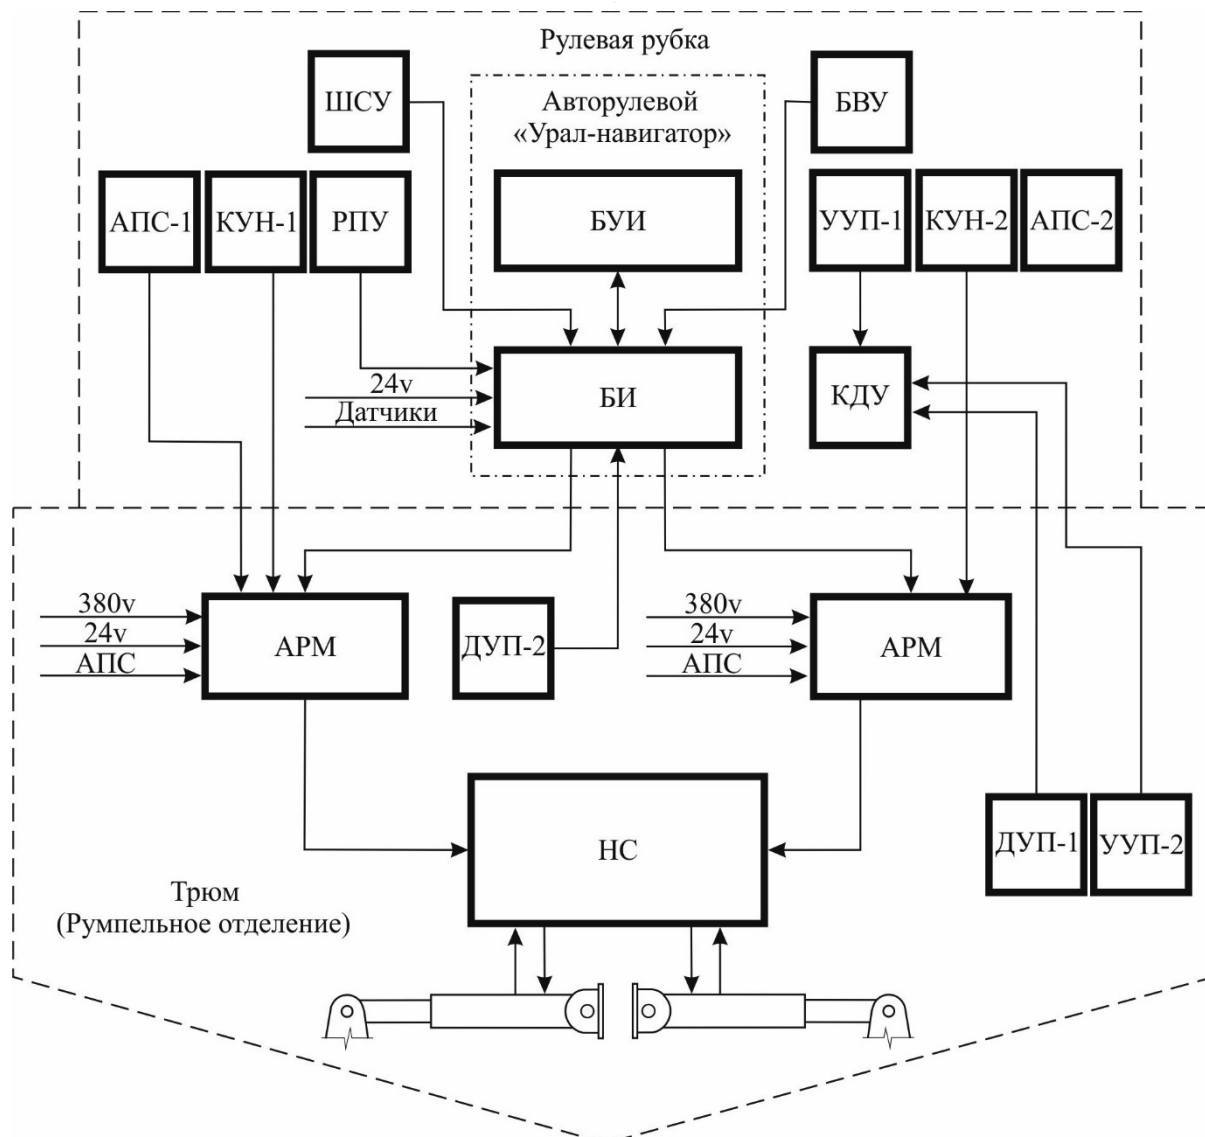 Рулевая рубка
ШСУ
Авторулевой
«Урал-навигатор»
БВУ
АПС-1
КУН-1
РПУ
БУИ
УУП-1
КУН-2
АПС-2
24v
Датчики
БИ
КДУ
380v
24v
АПС
АРМ
ДУП-2
380v
24v
АПС
АРМ
НС
ДУП-1
УУП-2
Трюм
(Румпельное отделение)